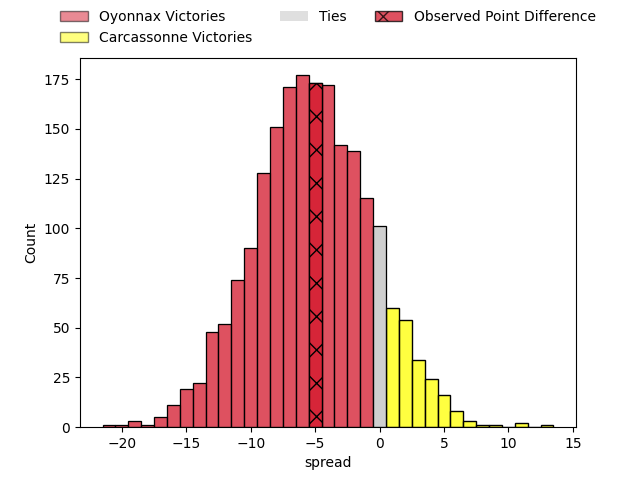 Oyonnax Victories
Carcassonne Victories
Ties
Observed Point Difference
175
150
125
100
75
50
25
0
Count
−20 −15 −10 −5 0 5 10 15
spread